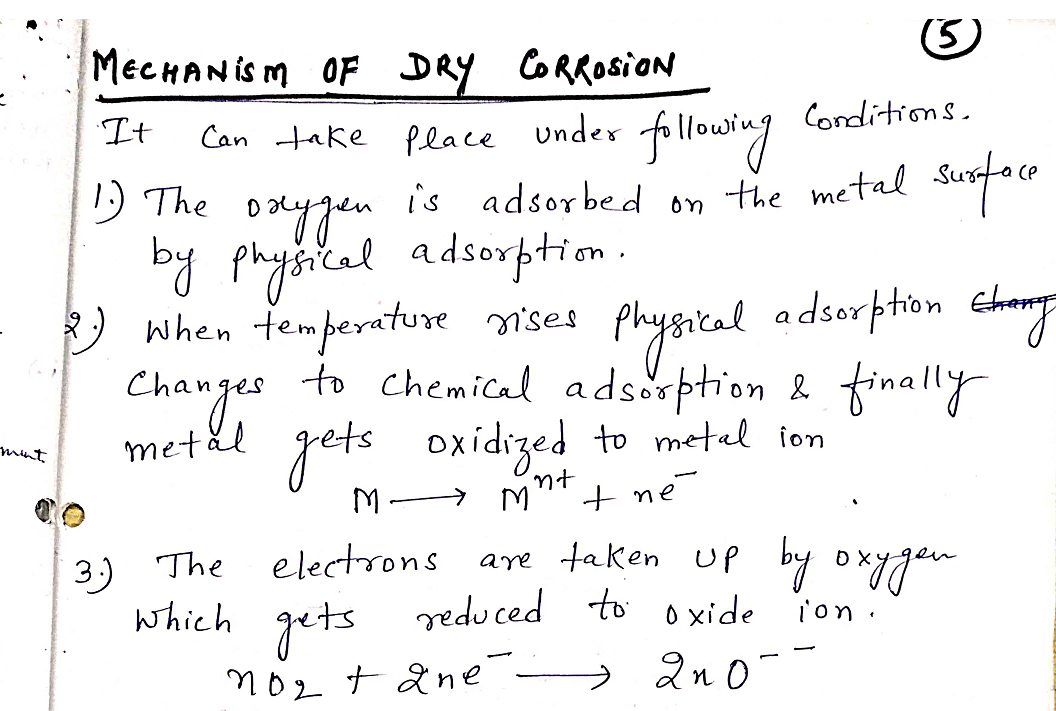 5
MECHANISM OF DRY CORROSION
It can take place under following conditions.
1.) The oxygen is adsorbed on the metal surface
by physical adsorption.
2.) When temperature rises physical adsorption chang
changes to chemical adsorption & finally
metal gets oxidized to metal ion
M → Mⁿ⁺ + ne⁻
3.) The electrons are taken up by oxygen
which gets reduced to oxide ion.
nO₂ + 2ne⁻ → 2nO⁻⁻